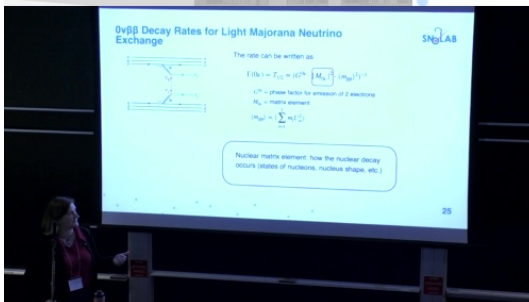 0νββ Decay Rates for Light Majorana Neutrino
Exchange
SNOLAB
The rate can be written as
G⁰ᵛ = phase factor for emission of 2 electrons
M₀ᵥ = matrix element
Nuclear matrix element: how the nuclear decay
occurs (states of nucleons, nucleus shape, etc.)
25